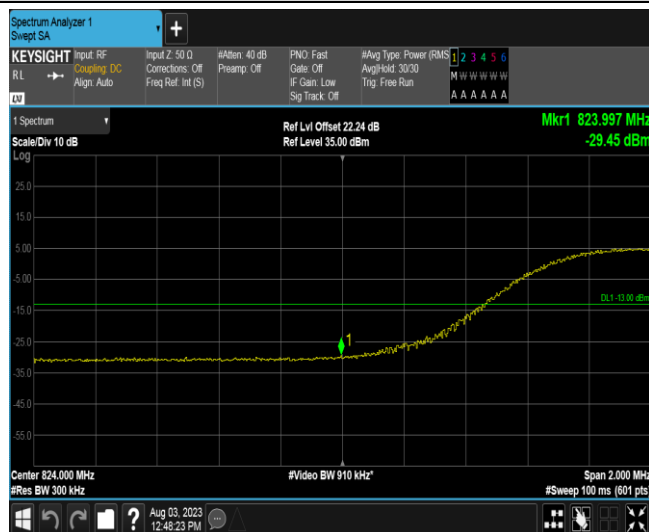 Spectrum Analyzer 1
Swept SA
KEYSIGHT
RL
Input: RF
Coupling: DC
Align: Auto
Input Z: 50 Ω
Corrections: Off
Freq Ref: Int (S)
#Atten: 40 dB
Preamp: Off
PNO: Fast
Gate: Off
IF Gain: Low
Sig Track: Off
#Avg Type: Power (RMS
Avg|Hold: 30/30
Trig: Free Run
1 2 3 4 5 6
M W W W W W
A A A A A A
LXI
1 Spectrum
Scale/Div 10 dB
Ref Lvl Offset 22.24 dB
Ref Level 35.00 dBm
Mkr1 823.997 MHz
-29.45 dBm
Log
25.0
15.0
5.00
-5.00
DL1 -13.00 dBm
-15.0
1
-25.0
-35.0
-45.0
-55.0
Center 824.000 MHz
#Res BW 300 kHz
#Video BW 910 kHz*
Span 2.000 MHz
#Sweep 100 ms (601 pts)
?
Aug 03, 2023
12:48:23 PM